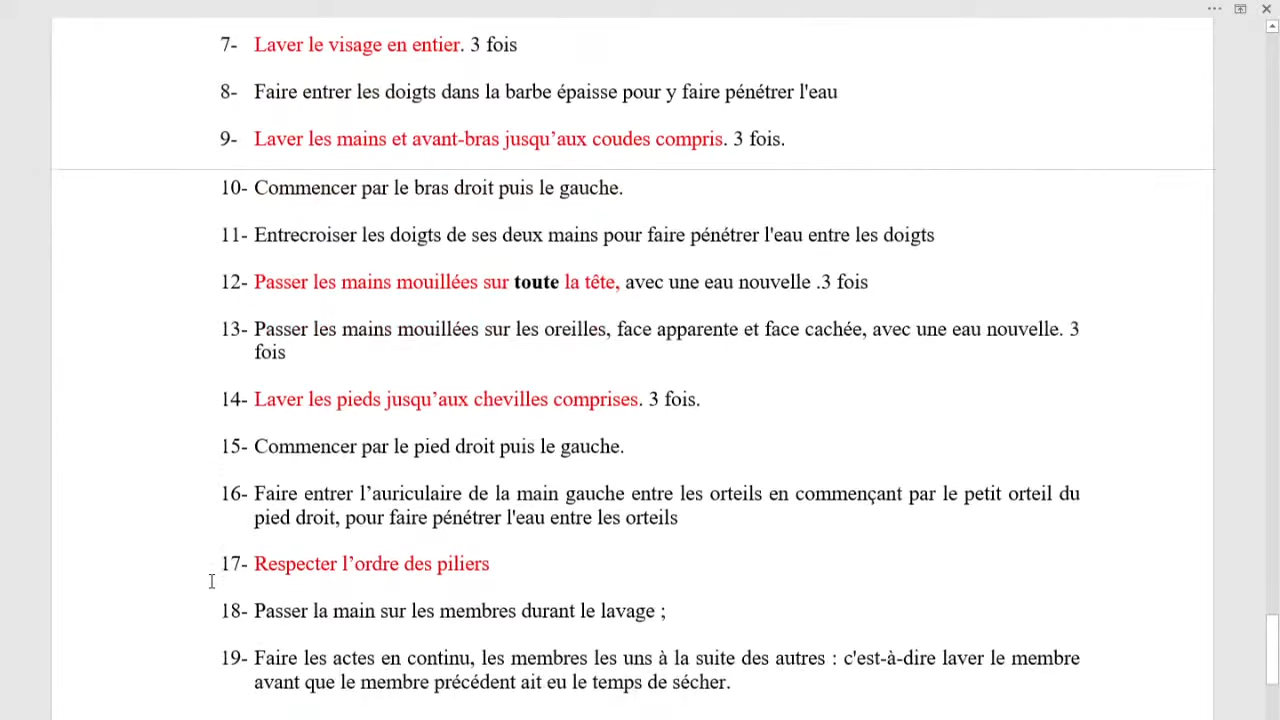 7- Laver le visage en entier. 3 fois
8- Faire entrer les doigts dans la barbe épaisse pour y faire pénétrer l'eau
9- Laver les mains et avant-bras jusqu’aux coudes compris. 3 fois.
10- Commencer par le bras droit puis le gauche.
11- Entrecroiser les doigts de ses deux mains pour faire pénétrer l'eau entre les doigts
12- Passer les mains mouillées sur toute la tête, avec une eau nouvelle .3 fois
13- Passer les mains mouillées sur les oreilles, face apparente et face cachée, avec une eau nouvelle. 3
fois
14- Laver les pieds jusqu’aux chevilles comprises. 3 fois.
15- Commencer par le pied droit puis le gauche.
16- Faire entrer l’auriculaire de la main gauche entre les orteils en commençant par le petit orteil du
pied droit, pour faire pénétrer l'eau entre les orteils
17- Respecter l’ordre des piliers
18- Passer la main sur les membres durant le lavage ;
19- Faire les actes en continu, les membres les uns à la suite des autres : c'est-à-dire laver le membre
avant que le membre précédent ait eu le temps de sécher.